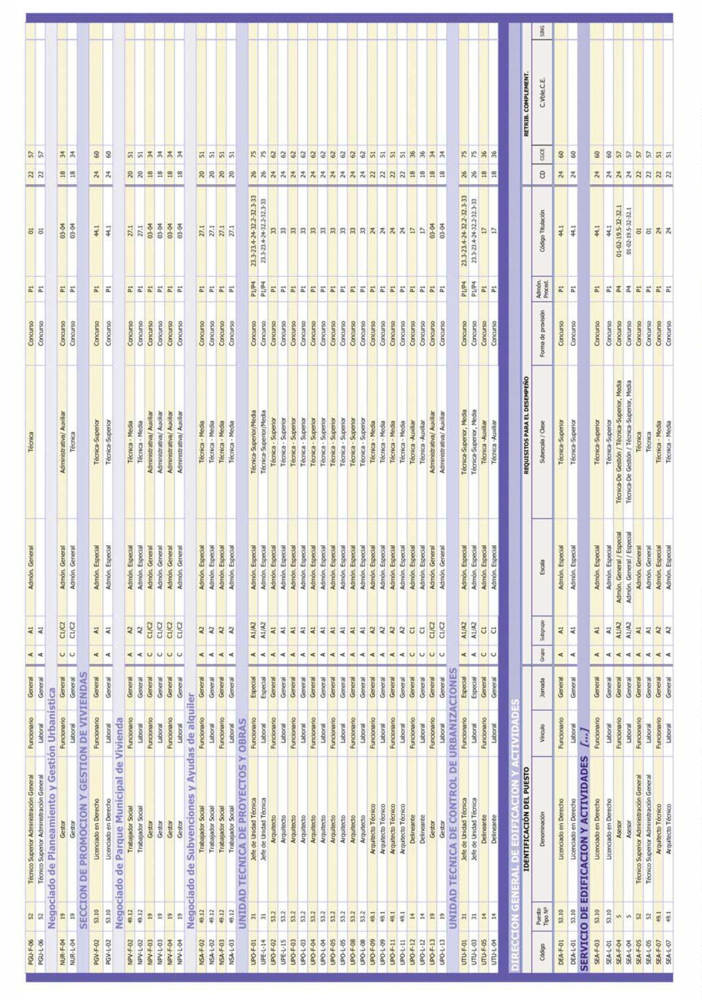 PGU-F-06 52 Técnico Superior Administración General Funcionario General A A1 Admón. General Técnica Concurso P1 01 22 57
PGU-L-06 52 Técnico Superior Administración General Laboral General A A1 Concurso P1 01 22 57
Negociado de Planeamiento y Gestión Urbanística
NUR-F-04 19 Gestor Funcionario General C C1/C2 Admón. General Administrativa/ Auxiliar Concurso P1 03-04 18 34
NUR-L-04 19 Gestor Laboral General C C1/C2 Admón. General Técnica Concurso P1 03-04 18 34
SECCION DE PROMOCION Y GESTION DE VIVIENDAS
PGV-F-02 53.10 Licenciado en Derecho Funcionario General A A1 Admón. Especial Técnica-Superior Concurso P1 44.1 24 60
PGV-L-02 53.10 Licenciado en Derecho Laboral General A A1 Admón. Especial Técnica-Superior Concurso P1 44.1 24 60
Negociado de Parque Municipal de Vivienda
NPV-F-02 49.12 Trabajador Social Funcionario General A A2 Admón. Especial Técnica - Media Concurso P1 27.1 20 51
NPV-L-02 49.12 Trabajador Social Laboral General A A2 Admón. Especial Técnica - Media Concurso P1 27.1 20 51
NPV-F-03 19 Gestor Funcionario General C C1/C2 Admón. General Administrativa/ Auxiliar Concurso P1 03-04 18 34
NPV-L-03 19 Gestor Laboral General C C1/C2 Admón. General Administrativa/ Auxiliar Concurso P1 03-04 18 34
NPV-F-04 19 Gestor Funcionario General C C1/C2 Admón. General Administrativa/ Auxiliar Concurso P1 03-04 18 34
NPV-L-04 19 Gestor Laboral General C C1/C2 Admón. General Administrativa/ Auxiliar Concurso P1 03-04 18 34
Negociado de Subvenciones y Ayudas de alquiler
NSA-F-02 49.12 Trabajador Social Funcionario General A A2 Admón. Especial Técnica - Media Concurso P1 27.1 20 51
NSA-L-02 49.12 Trabajador Social Laboral General A A2 Admón. Especial Técnica - Media Concurso P1 27.1 20 51
NSA-F-03 49.12 Trabajador Social Funcionario General A A2 Admón. Especial Técnica - Media Concurso P1 27.1 20 51
NSA-L-03 49.12 Trabajador Social Laboral General A A2 Admón. Especial Técnica - Media Concurso P1 27.1 20 51
UNIDAD TECNICA DE PROYECTOS Y OBRAS
UPO-F-01 31 Jefe de Unidad Técnica Funcionario Especial A A1/A2 Admón. Especial Técnica-Superior/Media Concurso P1/P4 23.3-23.4-24-32.2-32.3-33 26 75
UPE-L-14 31 Jefe de Unidad Técnica Laboral Especial A A1/A2 Admón. Especial Técnica-Superior/Media Concurso P1/P4 23.3-23.4-24-32.2-32.3-33 26 75
UPO-F-02 53.2 Arquitecto Funcionario General A A1 Admón. Especial Técnica - Superior Concurso P1 33 24 62
UPE-L-15 53.2 Arquitecto Laboral General A A1 Admón. Especial Técnica - Superior Concurso P1 33 24 62
UPO-F-03 53.2 Arquitecto Funcionario General A A1 Admón. Especial Técnica - Superior Concurso P1 33 24 62
UPO-L-03 53.2 Arquitecto Laboral General A A1 Admón. Especial Técnica - Superior Concurso P1 33 24 62
UPO-F-04 53.2 Arquitecto Funcionario General A A1 Admón. Especial Técnica - Superior Concurso P1 33 24 62
UPO-L-04 53.2 Arquitecto Laboral General A A1 Admón. Especial Técnica - Superior Concurso P1 33 24 62
UPO-F-05 53.2 Arquitecto Funcionario General A A1 Admón. Especial Técnica - Superior Concurso P1 33 24 62
UPO-L-05 53.2 Arquitecto Laboral General A A1 Admón. Especial Técnica - Superior Concurso P1 33 24 62
UPO-F-08 53.2 Arquitecto Funcionario General A A1 Admón. Especial Técnica - Superior Concurso P1 33 24 62
UPO-L-08 53.2 Arquitecto Laboral General A A1 Admón. Especial Técnica - Superior Concurso P1 33 24 62
UPO-F-09 49.1 Arquitecto Técnico Funcionario General A A2 Admón. Especial Técnica - Media Concurso P1 24 22 51
UPO-L-09 49.1 Arquitecto Técnico Laboral General A A2 Admón. Especial Técnica - Media Concurso P1 24 22 51
UPO-F-11 49.1 Arquitecto Técnico Funcionario General A A2 Admón. Especial Técnica - Media Concurso P1 24 22 51
UPO-L-11 49.1 Arquitecto Técnico Laboral General A A2 Admón. Especial Técnica - Media Concurso P1 24 22 51
UPO-F-12 14 Delineante Funcionario General C C1 Admón. Especial Técnica -Auxiliar Concurso P1 17 18 36
UPO-L-12 14 Delineante Laboral General C C1 Admón. Especial Técnica -Auxiliar Concurso P1 17 18 36
UPO-F-13 19 Gestor Funcionario General C C1/C2 Admón. General Administrativa/ Auxiliar Concurso P1 03-04 18 34
UPO-L-13 19 Gestor Laboral General C C1/C2 Admón. General Administrativa/ Auxiliar Concurso P1 03-04 18 34
UNIDAD TECNICA DE CONTROL DE URBANIZACIONES
UTU-F-01 31 Jefe de Unidad Técnica Funcionario Especial A A1/A2 Admón. Especial Técnica-Superior, Media Concurso P1/P4 23.3-23.4-24-32.2-32.3-33 26 75
UTU-L-03 31 Jefe de Unidad Técnica Laboral Especial A A1/A2 Admón. Especial Técnica-Superior, Media Concurso P1/P4 23.3-23.4-24-32.2-32.3-33 26 75
UTU-F-05 14 Delineante Funcionario General C C1 Admón. Especial Técnica -Auxiliar Concurso P1 17 18 36
UTU-L-04 14 Delineante Laboral General C C1 Admón. Especial Técnica -Auxiliar Concurso P1 17 18 36
DIRECCION GENERAL DE EDIFICACION Y ACTIVIDADES
IDENTIFICACIÓN DEL PUESTO REQUISITOS PARA EL DESEMPEÑO RETRIB. COMPLEMENT.
Código Puesto Tipo Nº Denominación Vínculo Jornada Grupo Subgrupo Escala Subescala / Clase Forma de provisión Admón. Proced. Código Titulación CD CGCE C.Vble.C.E. SING
DEA-F-01 53.10 Licenciado en Derecho Funcionario General A A1 Admón. Especial Técnica-Superior Concurso P1 44.1 24 60
DEA-L-01 53.10 Licenciado en Derecho Laboral General A A1 Admón. Especial Técnica-Superior Concurso P1 44.1 24 60
SERVICIO DE EDIFICACION Y ACTIVIDADES [...]
SEA-F-03 53.10 Licenciado en Derecho Funcionario General A A1 Admón. Especial Técnica-Superior Concurso P1 44.1 24 60
SEA-L-01 53.10 Licenciado en Derecho Laboral General A A1 Admón. Especial Técnica-Superior Concurso P1 44.1 24 60
SEA-F-04 5 Asesor Funcionario General A A1/A2 Admón. General / Especial Técnica-De Gestión / Técnica-Superior, Media Concurso P4 01-02-19.5-32-32.1 24 57
SEA-L-04 5 Asesor Laboral General A A1/A2 Admón. General / Especial Técnica-De Gestión / Técnica-Superior, Media Concurso P4 01-02-19.5-32-32.1 24 57
SEA-F-05 52 Técnico Superior Administración General Funcionario General A A1 Admón. General Técnica Concurso P1 01 22 57
SEA-L-05 52 Técnico Superior Administración General Laboral General A A1 Admón. General Técnica Concurso P1 01 22 57
SEA-F-07 49.1 Arquitecto Técnico Funcionario General A A2 Admón. Especial Técnica - Media Concurso P1 24 22 51
SEA-L-07 49.1 Arquitecto Técnico Laboral General A A2 Admón. Especial Técnica - Media Concurso P1 24 22 51